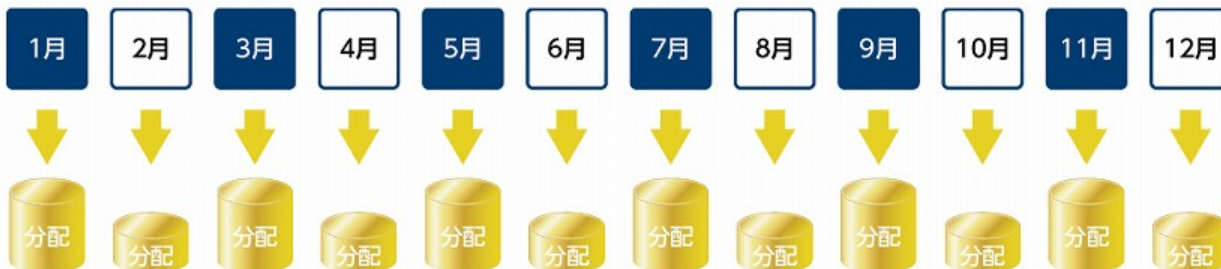 1月 2月 3月 4月 5月 6月 7月 8月 9月 10月 11月 12月
分配 分配 分配 分配 分配 分配 分配 分配 分配 分配 分配 分配